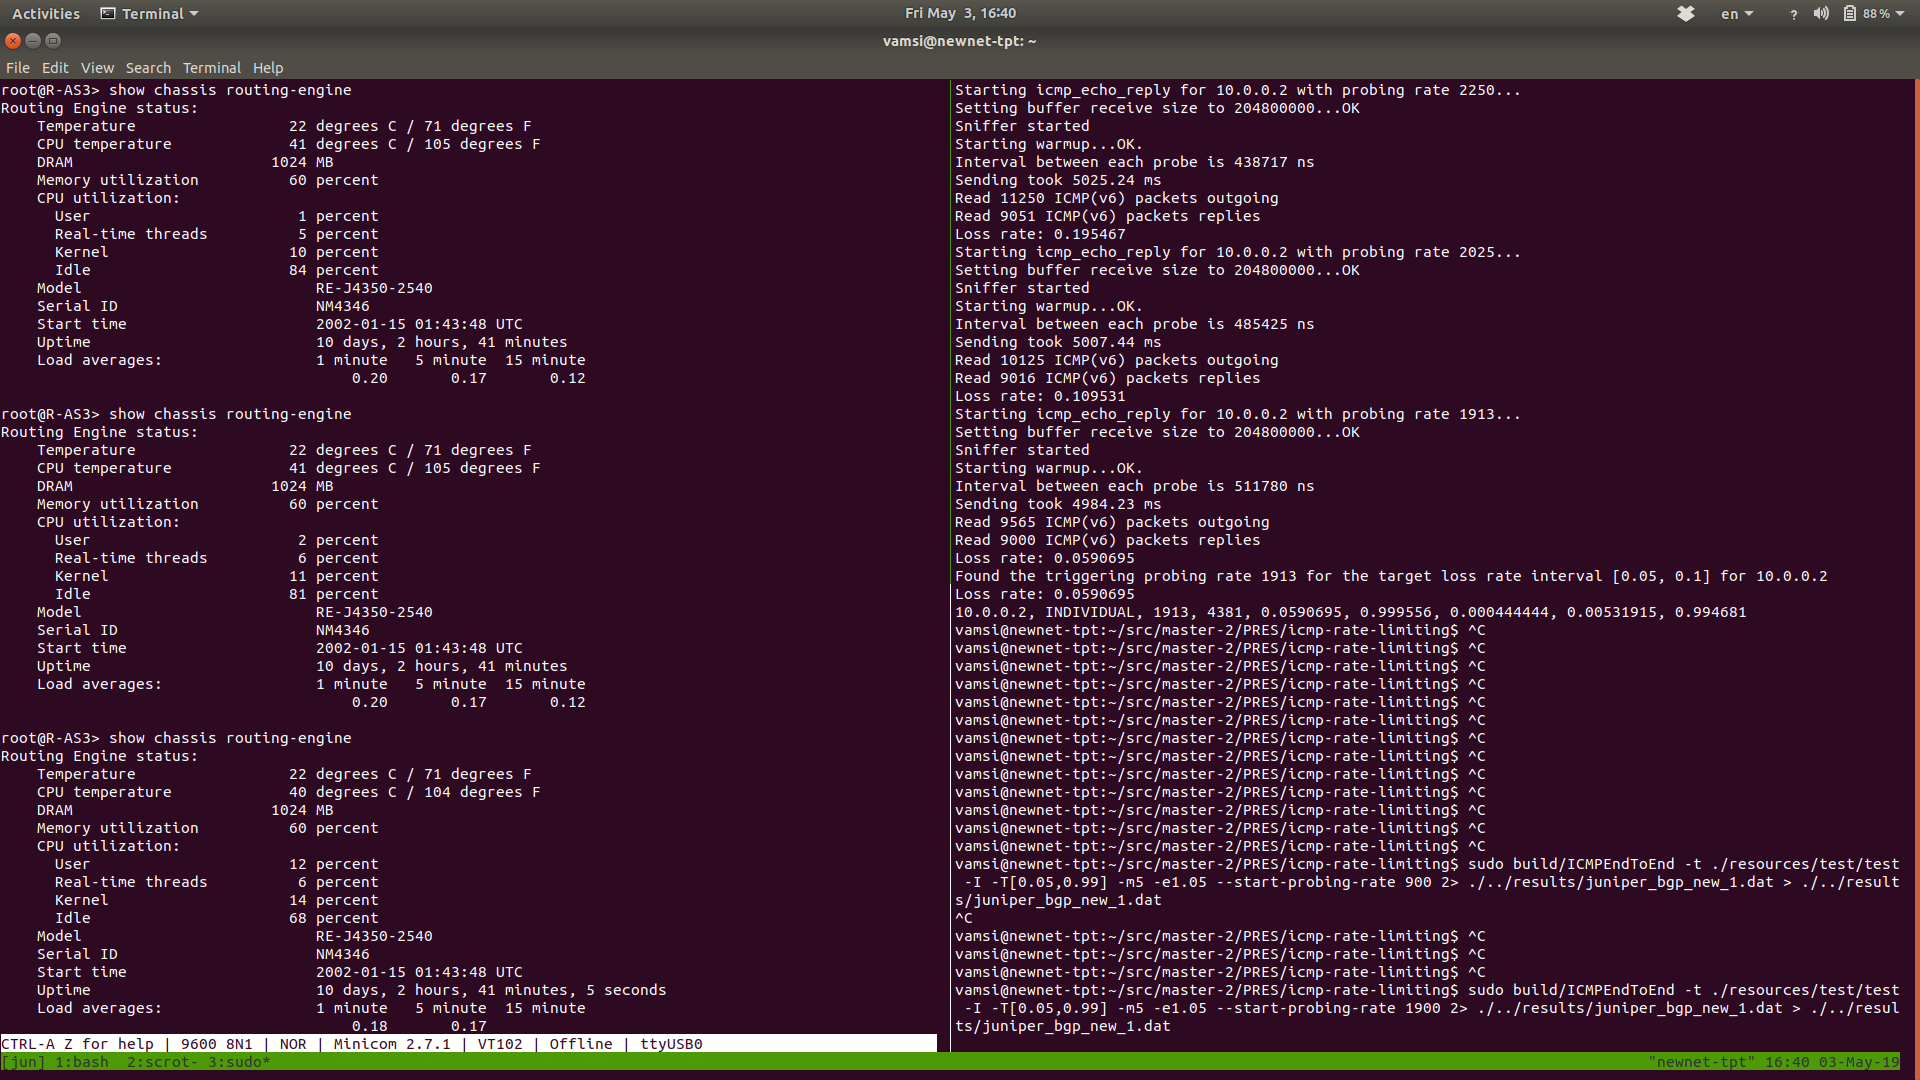 Activities Terminal Fri May 3, 16:40 en ? 88 %
vamsi@newnet-tpt: ~
File Edit View Search Terminal Help
root@R-AS3> show chassis routing-engine
Routing Engine status:
Temperature 22 degrees C / 71 degrees F
CPU temperature 41 degrees C / 105 degrees F
DRAM 1024 MB
Memory utilization 60 percent
CPU utilization:
User 1 percent
Real-time threads 5 percent
Kernel 10 percent
Idle 84 percent
Model RE-J4350-2540
Serial ID NM4346
Start time 2002-01-15 01:43:48 UTC
Uptime 10 days, 2 hours, 41 minutes
Load averages: 1 minute 5 minute 15 minute
0.20 0.17 0.12
root@R-AS3> show chassis routing-engine
Routing Engine status:
Temperature 22 degrees C / 71 degrees F
CPU temperature 41 degrees C / 105 degrees F
DRAM 1024 MB
Memory utilization 60 percent
CPU utilization:
User 2 percent
Real-time threads 6 percent
Kernel 11 percent
Idle 81 percent
Model RE-J4350-2540
Serial ID NM4346
Start time 2002-01-15 01:43:48 UTC
Uptime 10 days, 2 hours, 41 minutes
Load averages: 1 minute 5 minute 15 minute
0.20 0.17 0.12
root@R-AS3> show chassis routing-engine
Routing Engine status:
Temperature 22 degrees C / 71 degrees F
CPU temperature 40 degrees C / 104 degrees F
DRAM 1024 MB
Memory utilization 60 percent
CPU utilization:
User 12 percent
Real-time threads 6 percent
Kernel 14 percent
Idle 68 percent
Model RE-J4350-2540
Serial ID NM4346
Start time 2002-01-15 01:43:48 UTC
Uptime 10 days, 2 hours, 41 minutes, 5 seconds
Load averages: 1 minute 5 minute 15 minute
0.18 0.17
CTRL-A Z for help | 9600 8N1 | NOR | Minicom 2.7.1 | VT102 | Offline | ttyUSB0
Starting icmp_echo_reply for 10.0.0.2 with probing rate 2250...
Setting buffer receive size to 204800000...OK
Sniffer started
Starting warmup...OK.
Interval between each probe is 438717 ns
Sending took 5025.24 ms
Read 11250 ICMP(v6) packets outgoing
Read 9051 ICMP(v6) packets replies
Loss rate: 0.195467
Starting icmp_echo_reply for 10.0.0.2 with probing rate 2025...
Setting buffer receive size to 204800000...OK
Sniffer started
Starting warmup...OK.
Interval between each probe is 485425 ns
Sending took 5007.44 ms
Read 10125 ICMP(v6) packets outgoing
Read 9016 ICMP(v6) packets replies
Loss rate: 0.109531
Starting icmp_echo_reply for 10.0.0.2 with probing rate 1913...
Setting buffer receive size to 204800000...OK
Sniffer started
Starting warmup...OK.
Interval between each probe is 511780 ns
Sending took 4984.23 ms
Read 9565 ICMP(v6) packets outgoing
Read 9000 ICMP(v6) packets replies
Loss rate: 0.0590695
Found the triggering probing rate 1913 for the target loss rate interval [0.05, 0.1] for 10.0.0.2
Loss rate: 0.0590695
10.0.0.2, INDIVIDUAL, 1913, 4381, 0.0590695, 0.999556, 0.000444444, 0.00531915, 0.994681
vamsi@newnet-tpt:~/src/master-2/PRES/icmp-rate-limiting$ ^C
vamsi@newnet-tpt:~/src/master-2/PRES/icmp-rate-limiting$ ^C
vamsi@newnet-tpt:~/src/master-2/PRES/icmp-rate-limiting$ ^C
vamsi@newnet-tpt:~/src/master-2/PRES/icmp-rate-limiting$ ^C
vamsi@newnet-tpt:~/src/master-2/PRES/icmp-rate-limiting$ ^C
vamsi@newnet-tpt:~/src/master-2/PRES/icmp-rate-limiting$ ^C
vamsi@newnet-tpt:~/src/master-2/PRES/icmp-rate-limiting$ ^C
vamsi@newnet-tpt:~/src/master-2/PRES/icmp-rate-limiting$ ^C
vamsi@newnet-tpt:~/src/master-2/PRES/icmp-rate-limiting$ ^C
vamsi@newnet-tpt:~/src/master-2/PRES/icmp-rate-limiting$ ^C
vamsi@newnet-tpt:~/src/master-2/PRES/icmp-rate-limiting$ ^C
vamsi@newnet-tpt:~/src/master-2/PRES/icmp-rate-limiting$ ^C
vamsi@newnet-tpt:~/src/master-2/PRES/icmp-rate-limiting$ ^C
vamsi@newnet-tpt:~/src/master-2/PRES/icmp-rate-limiting$ sudo build/ICMPEndToEnd -t ./resources/test/test
-I -T[0.05,0.99] -m5 -e1.05 --start-probing-rate 900 2> ./../results/juniper_bgp_new_1.dat > ./../result
s/juniper_bgp_new_1.dat
^C
vamsi@newnet-tpt:~/src/master-2/PRES/icmp-rate-limiting$ ^C
vamsi@newnet-tpt:~/src/master-2/PRES/icmp-rate-limiting$ ^C
vamsi@newnet-tpt:~/src/master-2/PRES/icmp-rate-limiting$ ^C
vamsi@newnet-tpt:~/src/master-2/PRES/icmp-rate-limiting$ sudo build/ICMPEndToEnd -t ./resources/test/test
-I -T[0.05,0.99] -m5 -e1.05 --start-probing-rate 1900 2> ./../results/juniper_bgp_new_1.dat > ./../resul
ts/juniper_bgp_new_1.dat
[jun] 1:bash 2:scrot- 3:sudo* "newnet-tpt" 16:40 03-May-19